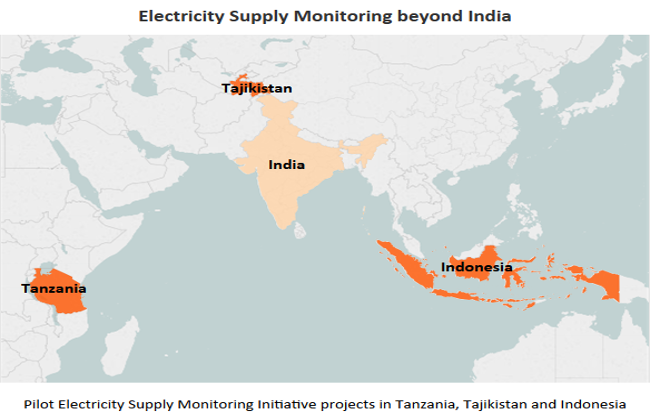 Electricity Supply Monitoring beyond India
Tajikistan
India
Indonesia
Tanzania
Pilot Electricity Supply Monitoring Initiative projects in Tanzania, Tajikistan and Indonesia